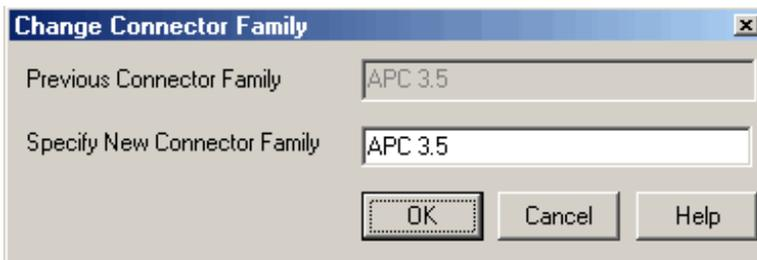 Change Connector Family
Previous Connector Family APC 3.5
Specify New Connector Family APC 3.5
OK Cancel Help